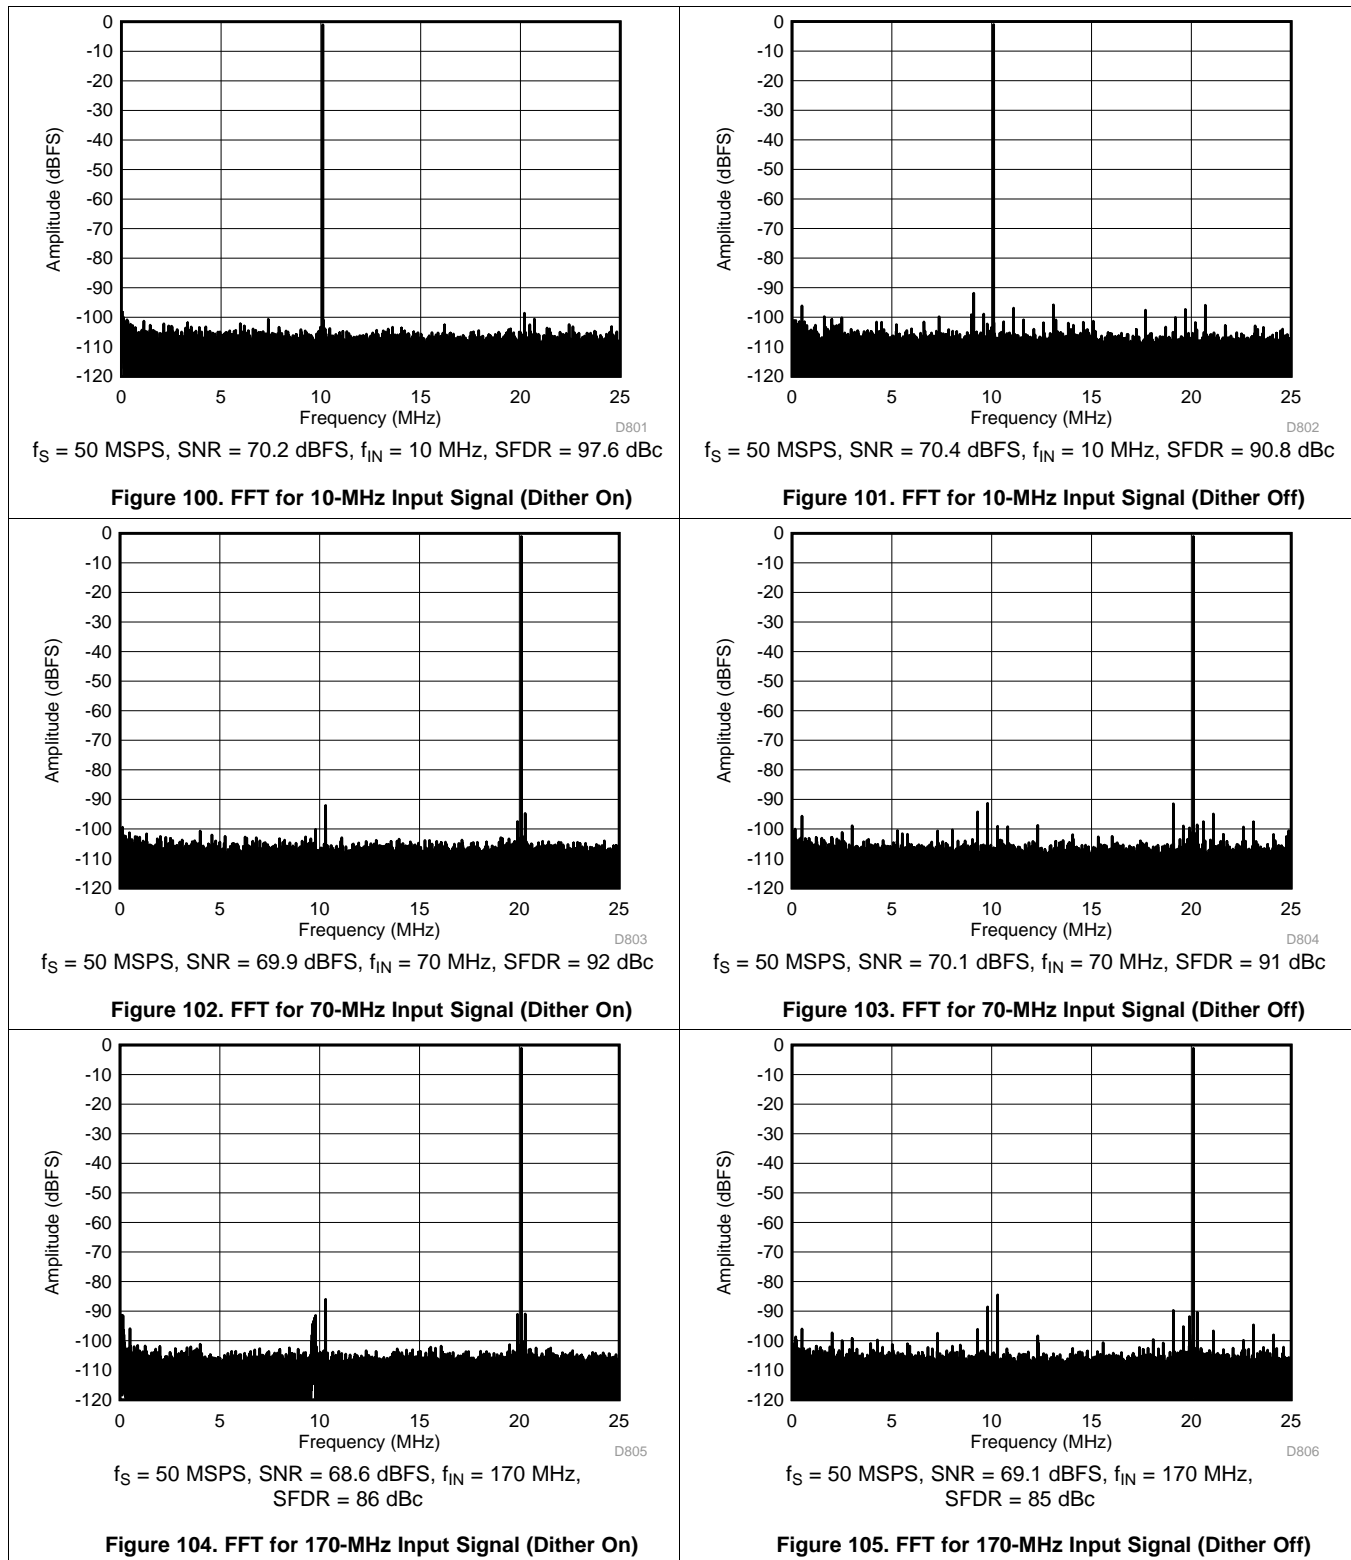 0
-10
-20
-30
-40
-50
-60
-70
-80
-90
-100
-110
-120
Amplitude (dBFS)
0 5 10 15 20 25
Frequency (MHz)
D801
fS = 50 MSPS, SNR = 70.2 dBFS, fIN = 10 MHz, SFDR = 97.6 dBc
Figure 100. FFT for 10-MHz Input Signal (Dither On)
0
-10
-20
-30
-40
-50
-60
-70
-80
-90
-100
-110
-120
Amplitude (dBFS)
0 5 10 15 20 25
Frequency (MHz)
D802
fS = 50 MSPS, SNR = 70.4 dBFS, fIN = 10 MHz, SFDR = 90.8 dBc
Figure 101. FFT for 10-MHz Input Signal (Dither Off)
0
-10
-20
-30
-40
-50
-60
-70
-80
-90
-100
-110
-120
Amplitude (dBFS)
0 5 10 15 20 25
Frequency (MHz)
D803
fS = 50 MSPS, SNR = 69.9 dBFS, fIN = 70 MHz, SFDR = 92 dBc
Figure 102. FFT for 70-MHz Input Signal (Dither On)
0
-10
-20
-30
-40
-50
-60
-70
-80
-90
-100
-110
-120
Amplitude (dBFS)
0 5 10 15 20 25
Frequency (MHz)
D804
fS = 50 MSPS, SNR = 70.1 dBFS, fIN = 70 MHz, SFDR = 91 dBc
Figure 103. FFT for 70-MHz Input Signal (Dither Off)
0
-10
-20
-30
-40
-50
-60
-70
-80
-90
-100
-110
-120
Amplitude (dBFS)
0 5 10 15 20 25
Frequency (MHz)
D805
fS = 50 MSPS, SNR = 68.6 dBFS, fIN = 170 MHz,
SFDR = 86 dBc
Figure 104. FFT for 170-MHz Input Signal (Dither On)
0
-10
-20
-30
-40
-50
-60
-70
-80
-90
-100
-110
-120
Amplitude (dBFS)
0 5 10 15 20 25
Frequency (MHz)
D806
fS = 50 MSPS, SNR = 69.1 dBFS, fIN = 170 MHz,
SFDR = 85 dBc
Figure 105. FFT for 170-MHz Input Signal (Dither Off)